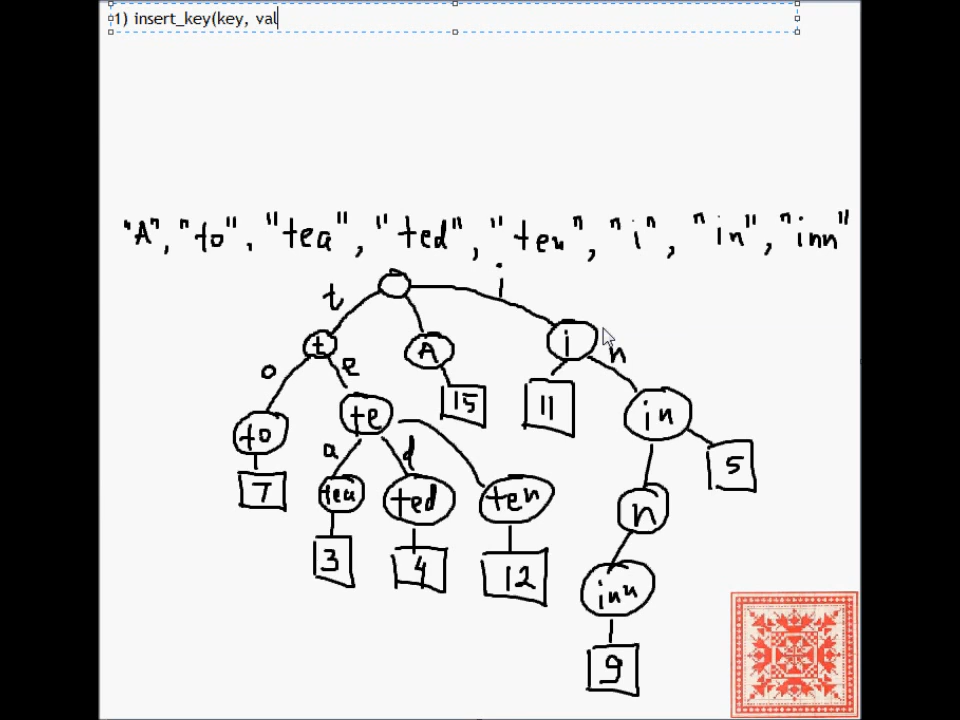 1) insert_key(key, val
"A", "to", "tea", "ted", "ten", "i", "in", "inn"
t i
t A i n
o e
to te 15 11 in
a d 5
7 tea ted ten n
3 4 12 inn
9